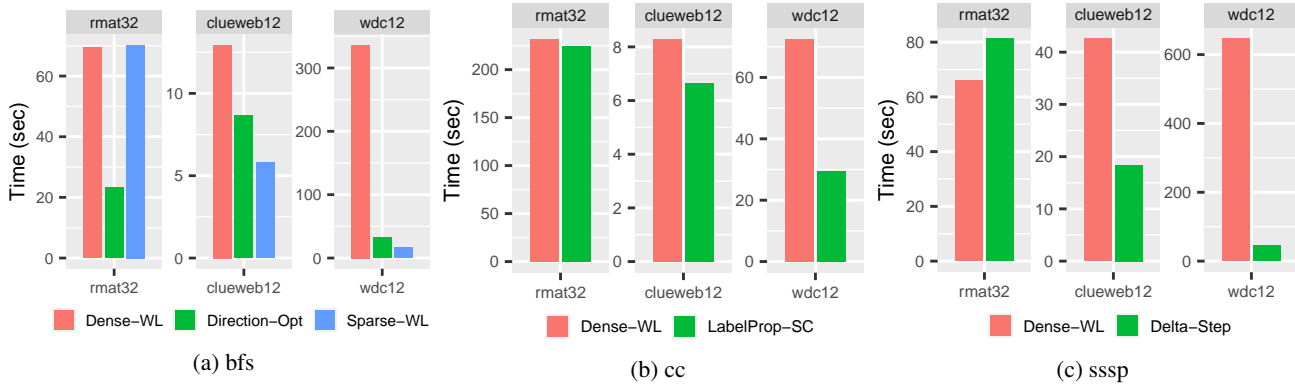 rmat32
clueweb12
wdc12
Time (sec)
60
40
20
0
10
5
0
300
200
100
0
rmat32
clueweb12
wdc12
Dense−WL
Direction−Opt
Sparse−WL
(a) bfs
rmat32
clueweb12
wdc12
Time (sec)
200
150
100
50
0
8
6
4
2
0
60
40
20
0
rmat32
clueweb12
wdc12
Dense−WL
LabelProp−SC
(b) cc
rmat32
clueweb12
wdc12
Time (sec)
80
60
40
20
0
40
30
20
10
0
600
400
200
0
rmat32
clueweb12
wdc12
Dense−WL
Delta−Step
(c) sssp